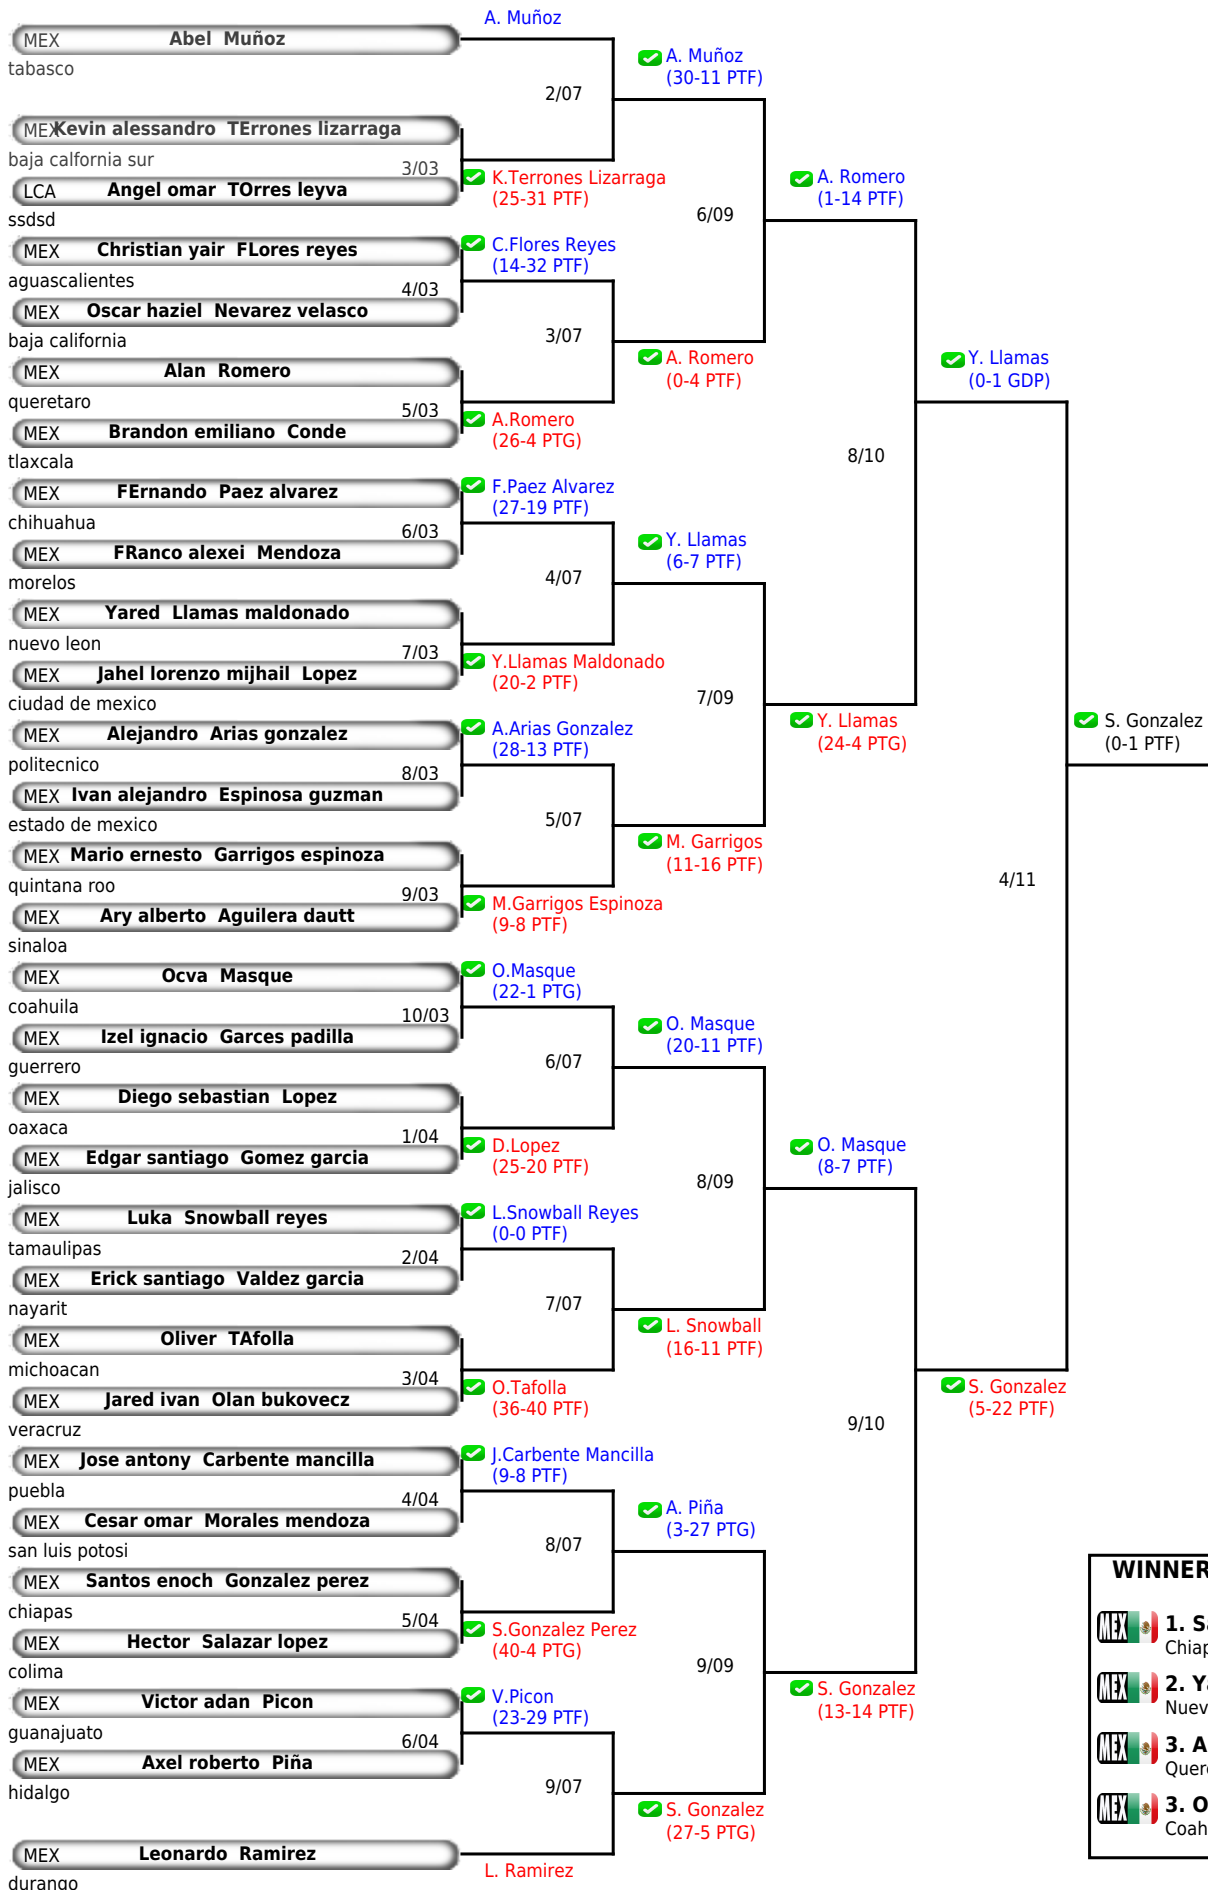 A. Muñoz
MEX Abel Muñoz
tabasco
A. Muñoz
(30-11 PTF)
2/07
MEX Kevin alessandro TErrones lizarraga
baja calfornia sur
3/03
K.Terrones Lizarraga
(25-31 PTF)
LCA Angel omar TOrres leyva
ssdsd
A. Romero
(1-14 PTF)
6/09
MEX Christian yair FLores reyes
C.Flores Reyes
(14-32 PTF)
aguascalientes
4/03
MEX Oscar haziel Nevarez velasco
baja california
3/07
A. Romero
(0-4 PTF)
MEX Alan Romero
queretaro
5/03
A.Romero
(26-4 PTG)
MEX Brandon emiliano Conde
tlaxcala
Y. Llamas
(0-1 GDP)
8/10
MEX FErnando Paez alvarez
F.Paez Alvarez
(27-19 PTF)
chihuahua
6/03
MEX FRanco alexei Mendoza
morelos
Y. Llamas
(6-7 PTF)
4/07
MEX Yared Llamas maldonado
nuevo leon
7/03
Y.Llamas Maldonado
(20-2 PTF)
MEX Jahel lorenzo mijhail Lopez
ciudad de mexico
7/09
Y. Llamas
(24-4 PTG)
S. Gonzalez
(0-1 PTF)
MEX Alejandro Arias gonzalez
A.Arias Gonzalez
(28-13 PTF)
politecnico
8/03
MEX Ivan alejandro Espinosa guzman
estado de mexico
5/07
M. Garrigos
(11-16 PTF)
MEX Mario ernesto Garrigos espinoza
quintana roo
9/03
M.Garrigos Espinoza
(9-8 PTF)
MEX Ary alberto Aguilera dautt
sinaloa
4/11
MEX Ocva Masque
O.Masque
(22-1 PTG)
coahuila
10/03
MEX Izel ignacio Garces padilla
guerrero
O. Masque
(20-11 PTF)
6/07
MEX Diego sebastian Lopez
oaxaca
1/04
D.Lopez
(25-20 PTF)
MEX Edgar santiago Gomez garcia
jalisco
O. Masque
(8-7 PTF)
8/09
MEX Luka Snowball reyes
L.Snowball Reyes
(0-0 PTF)
tamaulipas
2/04
MEX Erick santiago Valdez garcia
nayarit
7/07
L. Snowball
(16-11 PTF)
MEX Oliver TAfolla
michoacan
3/04
O.Tafolla
(36-40 PTF)
MEX Jared ivan Olan bukovecz
veracruz
S. Gonzalez
(5-22 PTF)
9/10
MEX Jose antony Carbente mancilla
J.Carbente Mancilla
(9-8 PTF)
puebla
4/04
MEX Cesar omar Morales mendoza
san luis potosi
A. Piña
(3-27 PTG)
8/07
MEX Santos enoch Gonzalez perez
chiapas
5/04
S.Gonzalez Perez
(40-4 PTG)
MEX Hector Salazar lopez
colima
9/09
S. Gonzalez
(13-14 PTF)
MEX Victor adan Picon
V.Picon
(23-29 PTF)
guanajuato
6/04
MEX Axel roberto Piña
hidalgo
9/07
S. Gonzalez
(27-5 PTG)
MEX Leonardo Ramirez
L. Ramirez
durango
WINNER
MEX 1. Sa
Chiap
MEX 2. Ya
Nuev
MEX 3. A
Quer
MEX 3. O
Coah